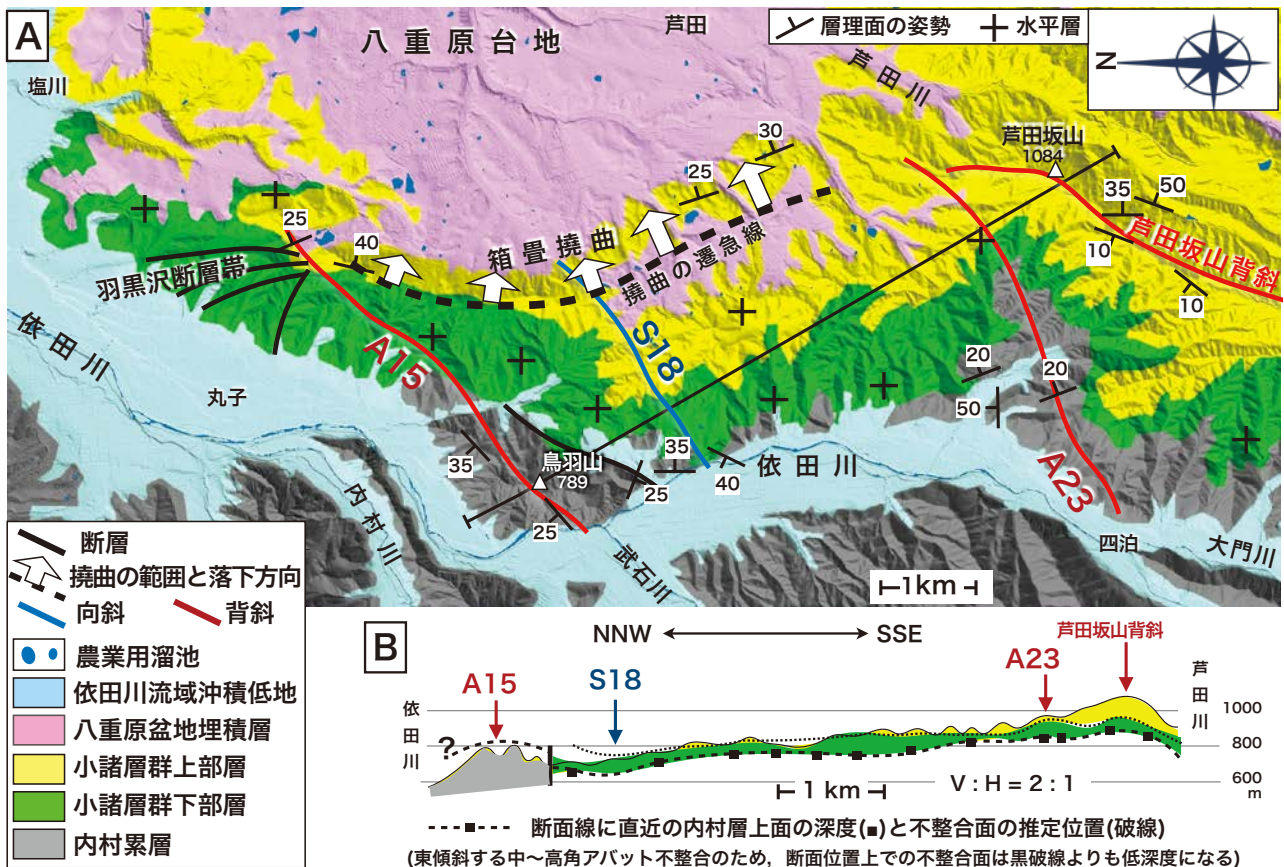 A
八重原台地
芦田
層理面の姿勢
水平層
N
塩川
芦田川
芦田坂山
1084
30
25
35
50
25
40
箱畳撓曲
撓曲の遷急線
10
芦田坂山背斜
10
羽黒沢断層帯
S18
A15
依田川
丸子
20
20
50
35
鳥羽山
789
35
25
40
依田川
A23
25
内村川
武石川
四泊
大門川
1km
断層
撓曲の範囲と落下方向
向斜
背斜
農業用溜池
依田川流域沖積低地
八重原盆地埋積層
小諸層群上部層
小諸層群下部層
内村累層
B
NNW
SSE
芦田坂山背斜
A15
S18
A23
依田川
芦田川
1000
800
600
m
?
1 km
V : H = 2 : 1
断面線に直近の内村層上面の深度(■)と不整合面の推定位置(破線)
(東傾斜する中～高角アバット不整合のため，断面位置上での不整合面は黒破線よりも低深度になる)